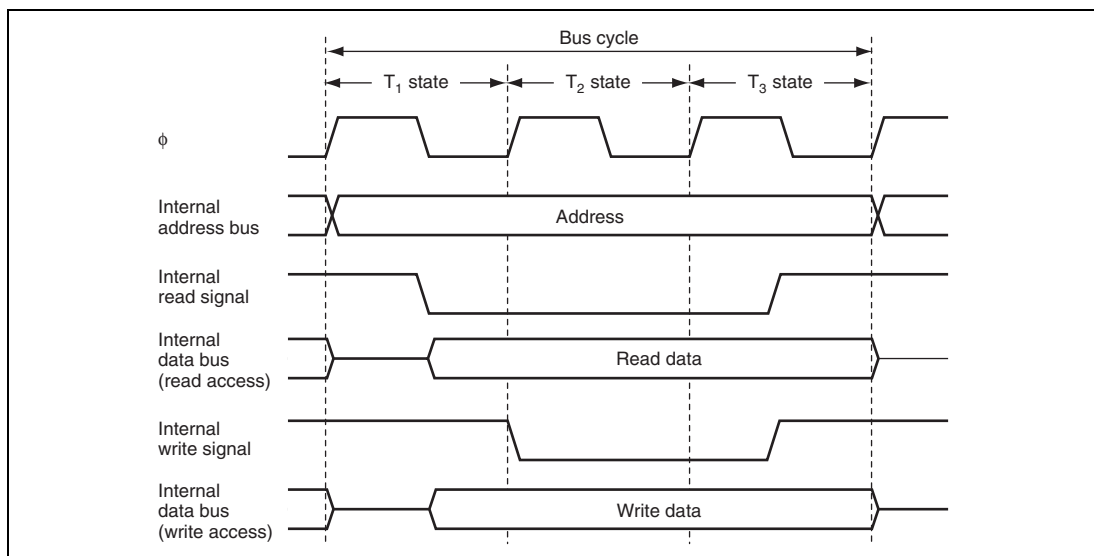 Bus cycle
T₁ state
T₂ state
T₃ state
ϕ
Internal
address bus
Address
Internal
read signal
Internal
data bus
(read access)
Read data
Internal
write signal
Internal
data bus
(write access)
Write data